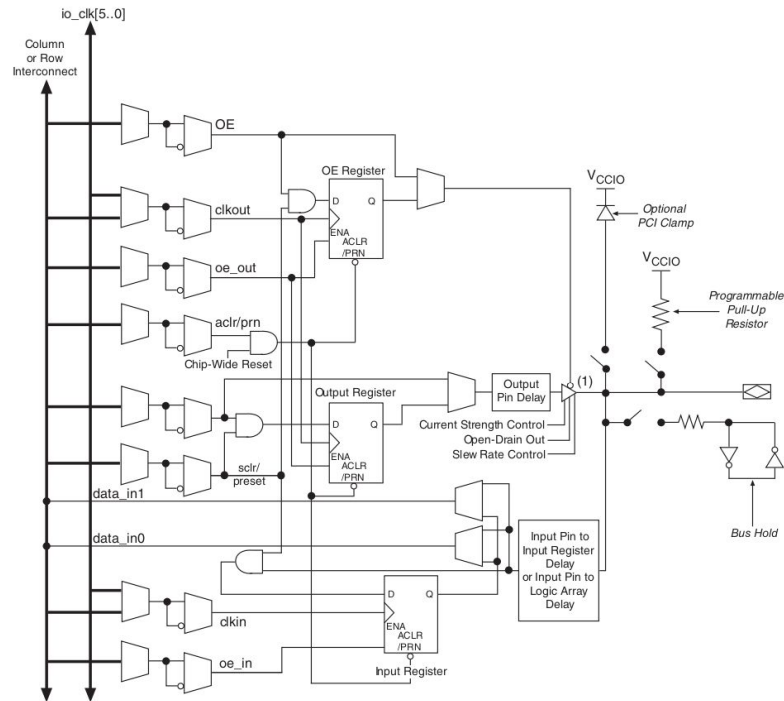 io_clk[5..0]
Column
or Row
Interconnect
OE
OE Register
D
Q
ENA
ACLR
/PRN
clkout
oe_out
aclr/prn
Chip-Wide Reset
VCCIO
Optional
PCI Clamp
VCCIO
Programmable
Pull-Up
Resistor
Output Register
D
Q
ENA
ACLR
/PRN
Output
Pin Delay
(1)
Current Strength Control
Open-Drain Out
Slew Rate Control
sclr/
preset
data_in1
data_in0
Bus Hold
Input Pin to
Input Register
Delay
or Input Pin to
Logic Array
Delay
D
Q
ENA
ACLR
/PRN
clkin
oe_in
Input Register